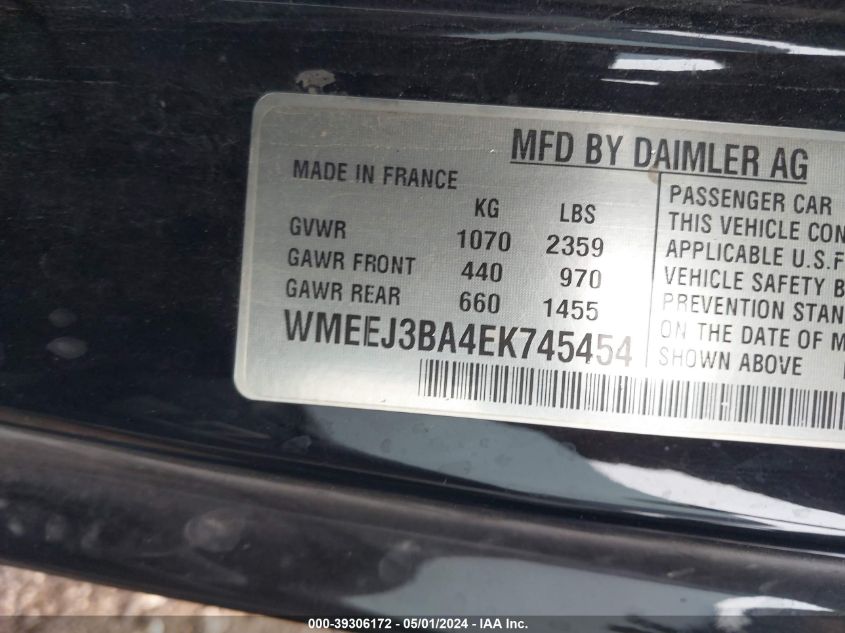 MFD BY DAIMLER AG
MADE IN FRANCE
KG LBS
GVWR 1070 2359
GAWR FRONT 440 970
GAWR REAR 660 1455
WMEEJ3BA4EK745454
PASSENGER CAR
THIS VEHICLE CON
APPLICABLE U.S.F
VEHICLE SAFETY B
PREVENTION STAN
ON THE DATE OF M
SHOWN ABOVE
000-39306172 - 05/01/2024 - IAA Inc.